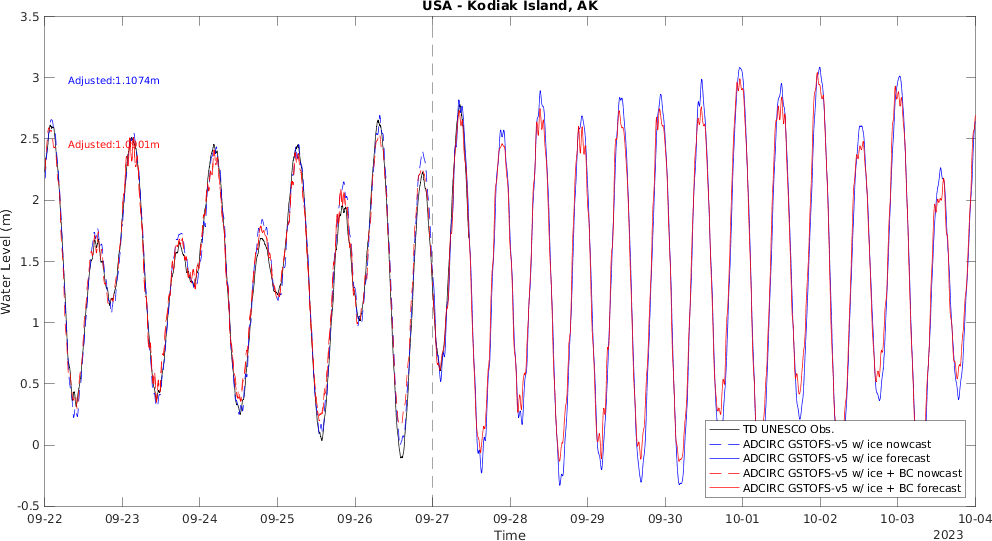 USA - Kodiak Island, AK
3.5
3
2.5
2
1.5
1
0.5
0
-0.5
Water Level (m)
Adjusted:1.1074m
TD UNESCO Obs.
ADCIRC GSTOFS-v5 w/ ice nowcast
ADCIRC GSTOFS-v5 w/ ice forecast
ADCIRC GSTOFS-v5 w/ ice + BC nowcast
ADCIRC GSTOFS-v5 w/ ice + BC forecast
09-22 09-23 09-24 09-25 09-26 09-27 09-28 09-29 09-30 10-01 10-02 10-03 10-04
Time
2023